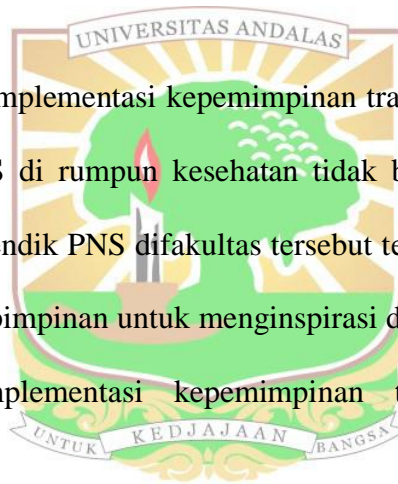 UNIVERSITAS ANDALAS
mplementasi kepemimpinan tra
S di rumpun kesehatan tidak b
endik PNS difakultas tersebut te
pimpinan untuk menginspirasi d
mplementasi kepemimpinan t
UNTUK KEDJAJAAN BANGSA